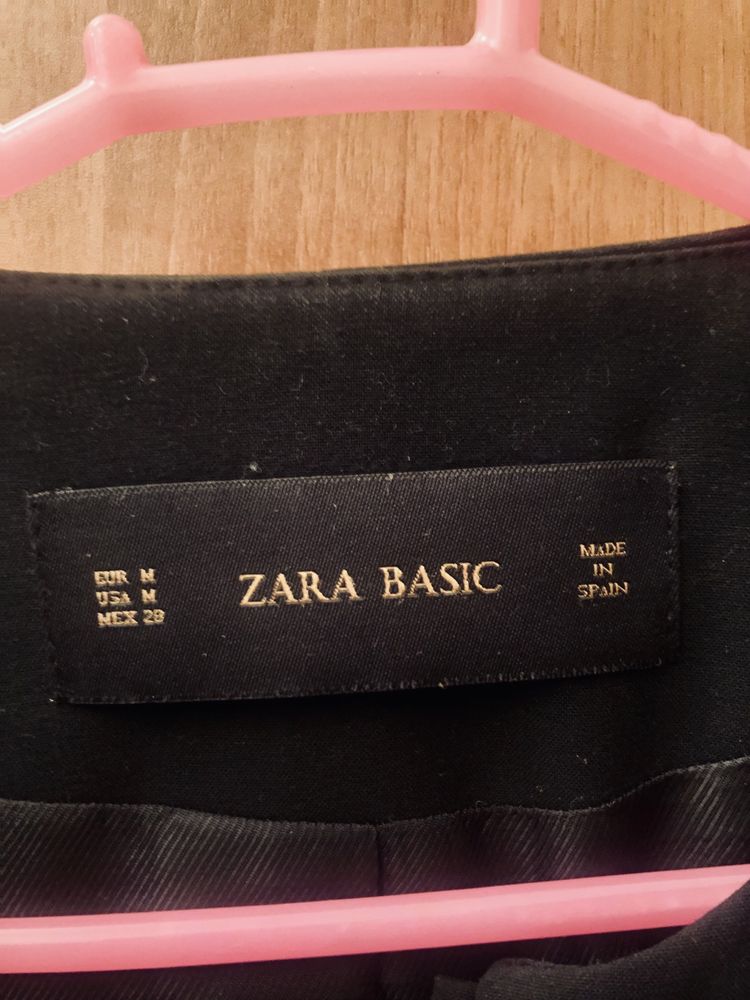 EUR M
USA M
MEX 28
ZARA BASIC
MADE
IN
SPAIN